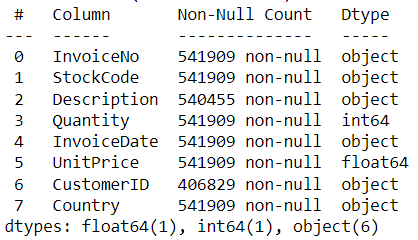 #   Column       Non-Null Count   Dtype
---  ------       --------------   -----
0   InvoiceNo    541909 non-null  object
1   StockCode    541909 non-null  object
2   Description  540455 non-null  object
3   Quantity     541909 non-null  int64
4   InvoiceDate  541909 non-null  object
5   UnitPrice    541909 non-null  float64
6   CustomerID   406829 non-null  object
7   Country      541909 non-null  object
dtypes: float64(1), int64(1), object(6)